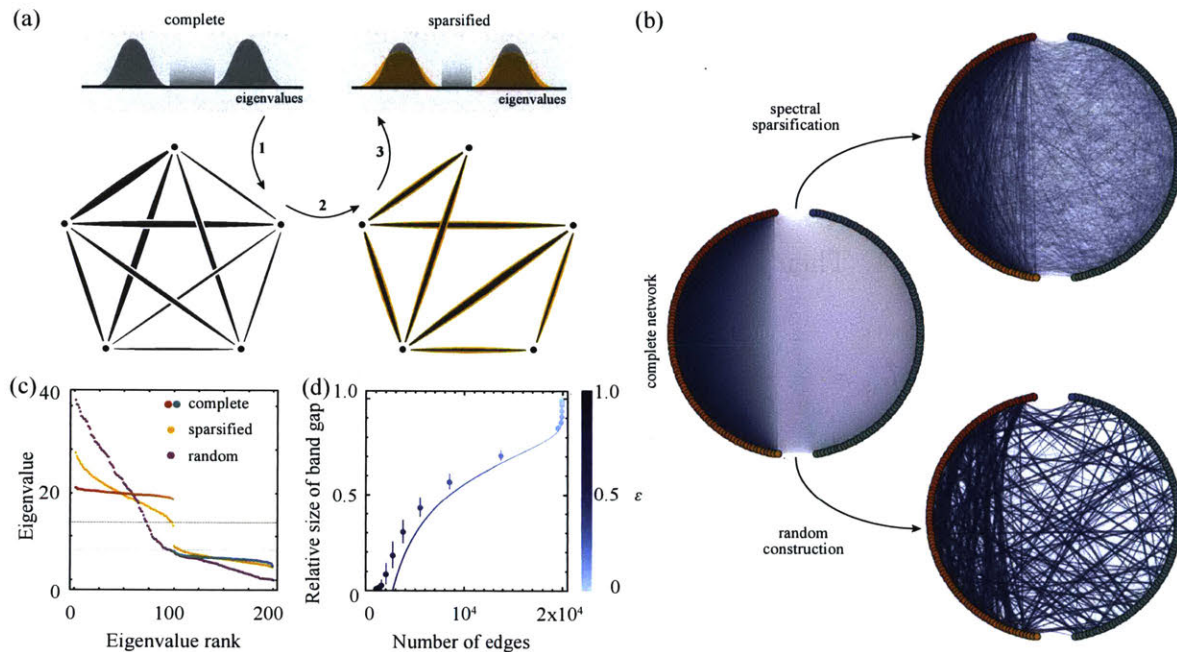 (a)
complete
sparsified
eigenvalues
eigenvalues
1
2
3
(b)
spectral
sparsification
complete network
random
construction
(c)
40
20
0
Eigenvalue
complete
sparsified
random
0
100
200
Eigenvalue rank
(d)
1.0
0.5
0
Relative size of band gap
10⁴
2x10⁴
Number of edges
1.0
0.5
0
ε